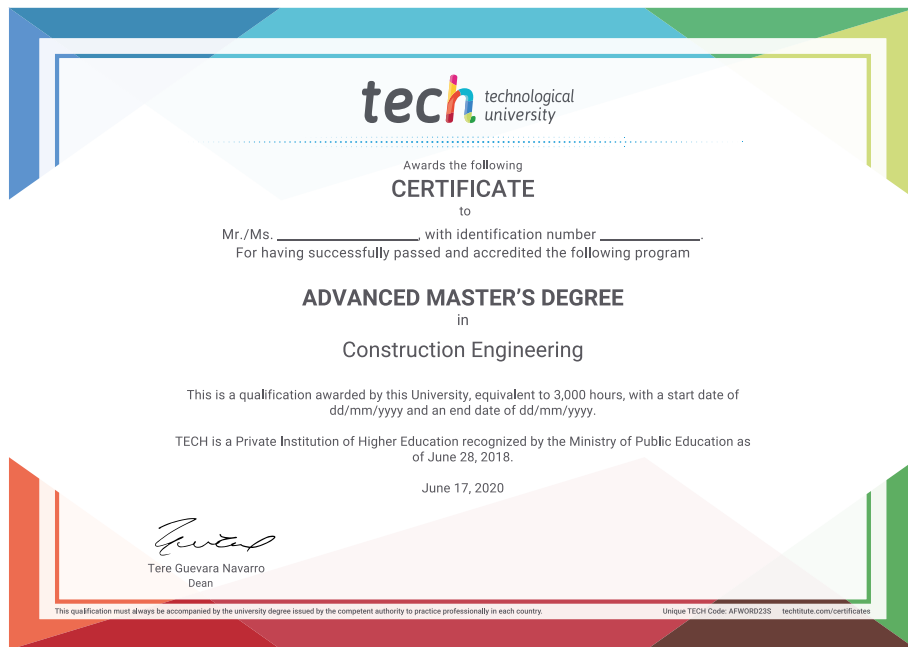 tech technological
university
Awards the following
CERTIFICATE
to
Mr./Ms. ____________________, with identification number ______________.
For having successfully passed and accredited the following program
ADVANCED MASTER'S DEGREE
in
Construction Engineering
This is a qualification awarded by this University, equivalent to 3,000 hours, with a start date of
dd/mm/yyyy and an end date of dd/mm/yyyy.
TECH is a Private Institution of Higher Education recognized by the Ministry of Public Education as
of June 28, 2018.
June 17, 2020
Tere Guevara Navarro
Dean
This qualification must always be accompanied by the university degree issued by the competent authority to practice professionally in each country. Unique TECH Code: AFWORD23S techtitute.com/certificates